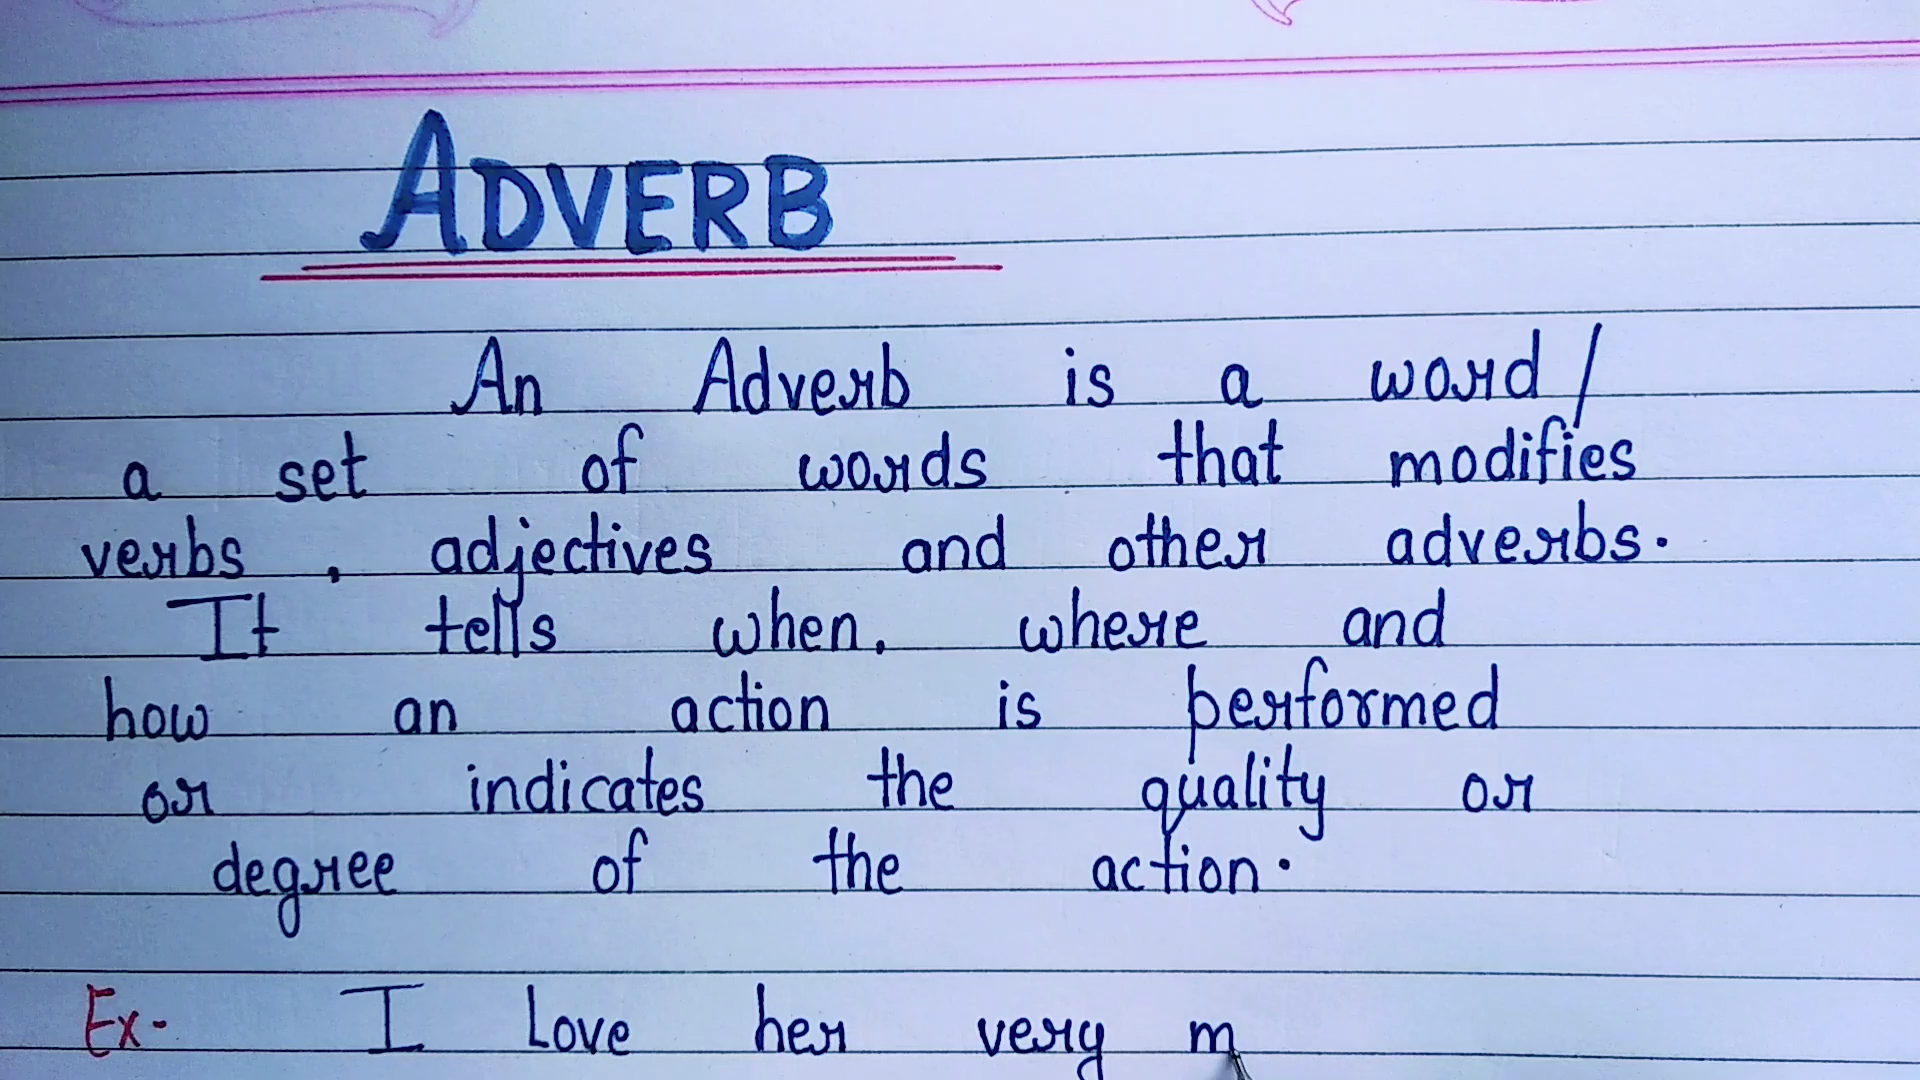 ADVERB
An Adverb is a word/
a set of words that modifies
verbs, adjectives and other adverbs.
It tells when, where and
how an action is performed
or indicates the quality or
degree of the action.
Ex- I Love her very m